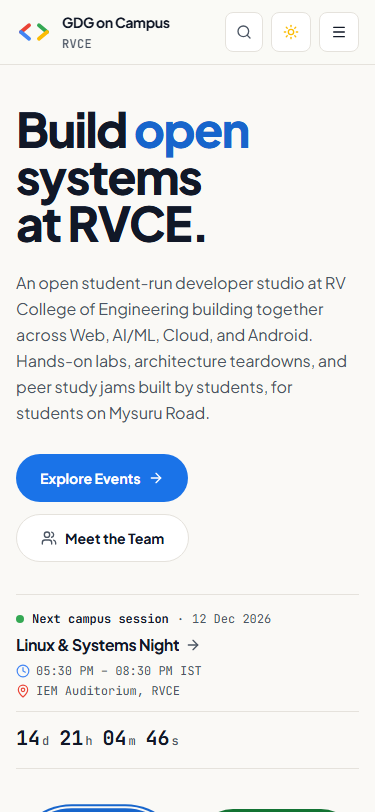 GDG on Campus
RVCE
Build open
systems
at RVCE.
An open student-run developer studio at RV
College of Engineering building together
across Web, AI/ML, Cloud, and Android.
Hands-on labs, architecture teardowns, and
peer study jams built by students, for
students on Mysuru Road.
Explore Events
Meet the Team
Next campus session · 12 Dec 2026
Linux & Systems Night
05:30 PM – 08:30 PM IST
IEM Auditorium, RVCE
14d 21h 04m 46s